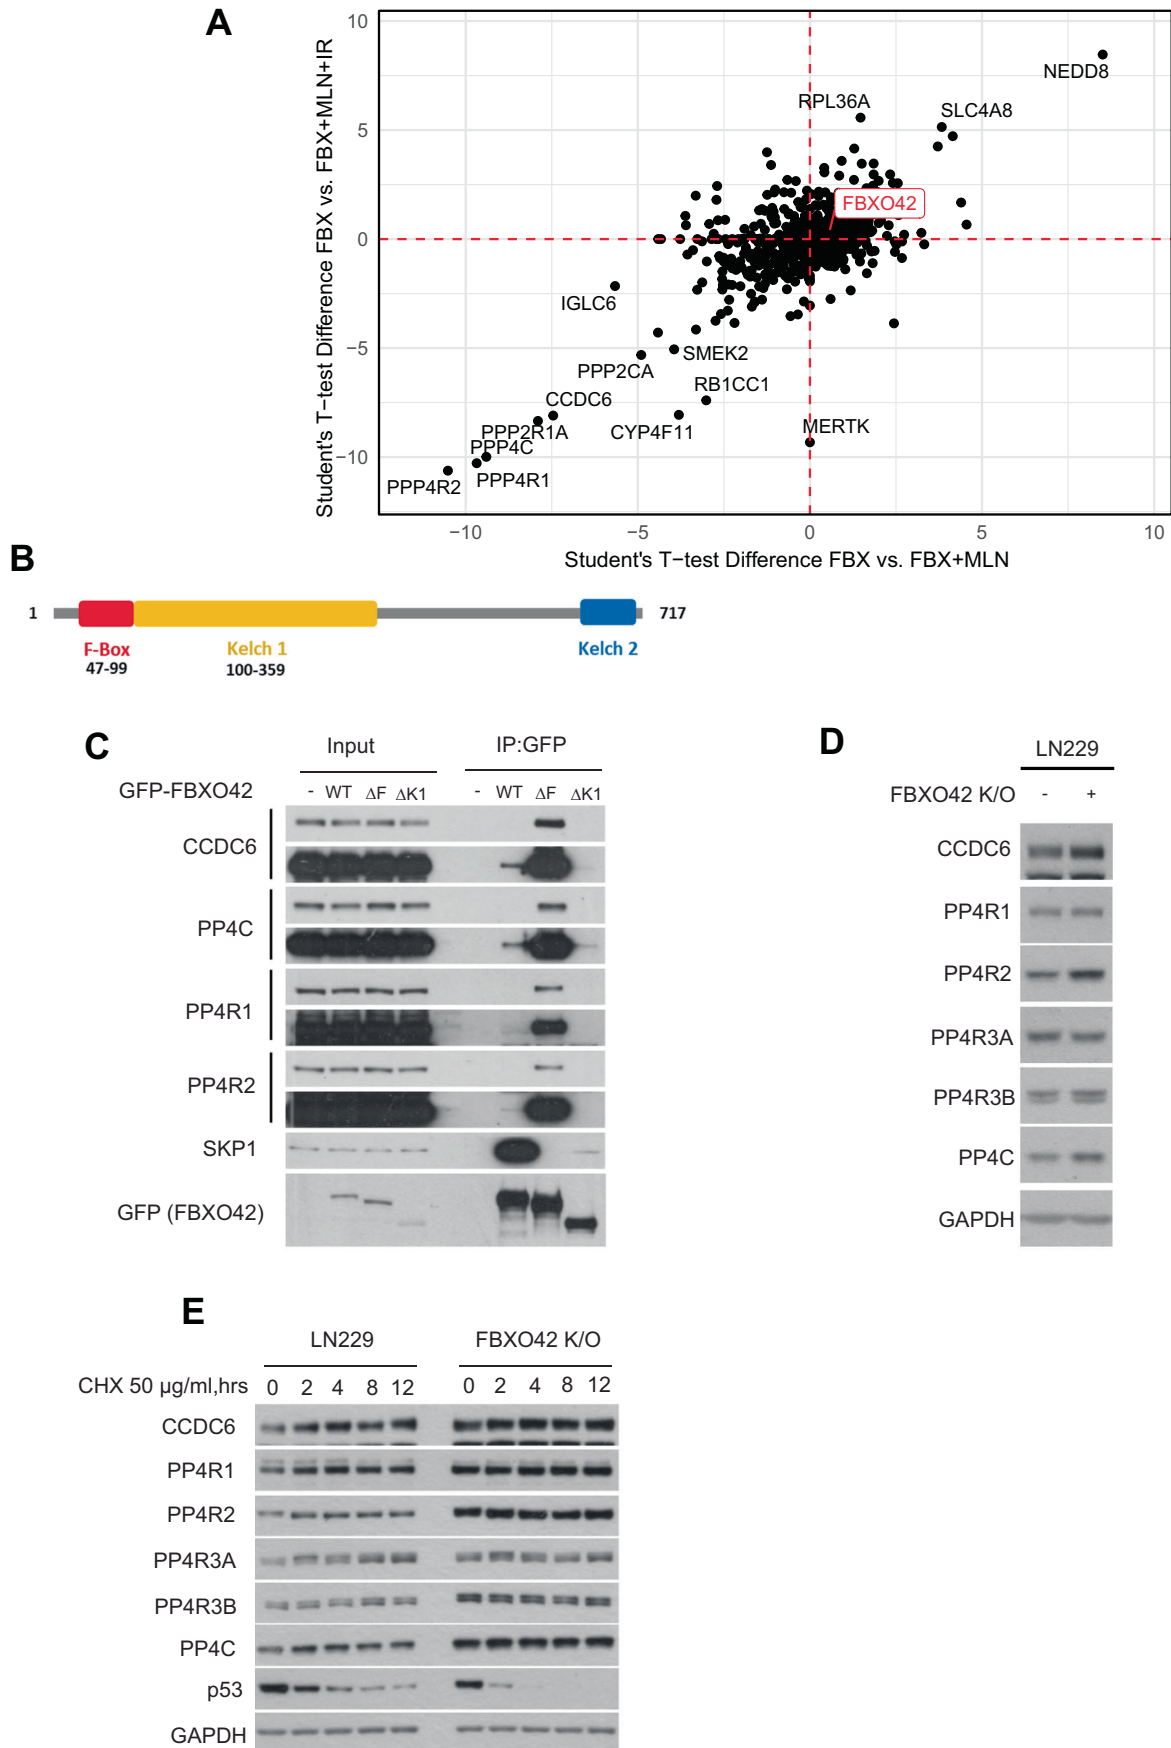 A
Student's T−test Difference FBX vs. FBX+MLN+IR
10
5
0
−5
−10
NEDD8
RPL36A
SLC4A8
FBXO42
IGLC6
SMEK2
PPP2CA
RB1CC1
CCDC6
CYP4F11
MERTK
PPP2R1A
PPP4C
PPP4R1
PPP4R2
−10 −5 0 5 10
Student's T−test Difference FBX vs. FBX+MLN
B
1 717
F-Box Kelch 1 Kelch 2
47-99 100-359
C
Input IP:GFP
GFP-FBXO42 - WT ΔF ΔK1 - WT ΔF ΔK1
CCDC6
PP4C
PP4R1
PP4R2
SKP1
GFP (FBXO42)
D
LN229
FBXO42 K/O - +
CCDC6
PP4R1
PP4R2
PP4R3A
PP4R3B
PP4C
GAPDH
E
LN229 FBXO42 K/O
CHX 50 µg/ml,hrs 0 2 4 8 12 0 2 4 8 12
CCDC6
PP4R1
PP4R2
PP4R3A
PP4R3B
PP4C
p53
GAPDH